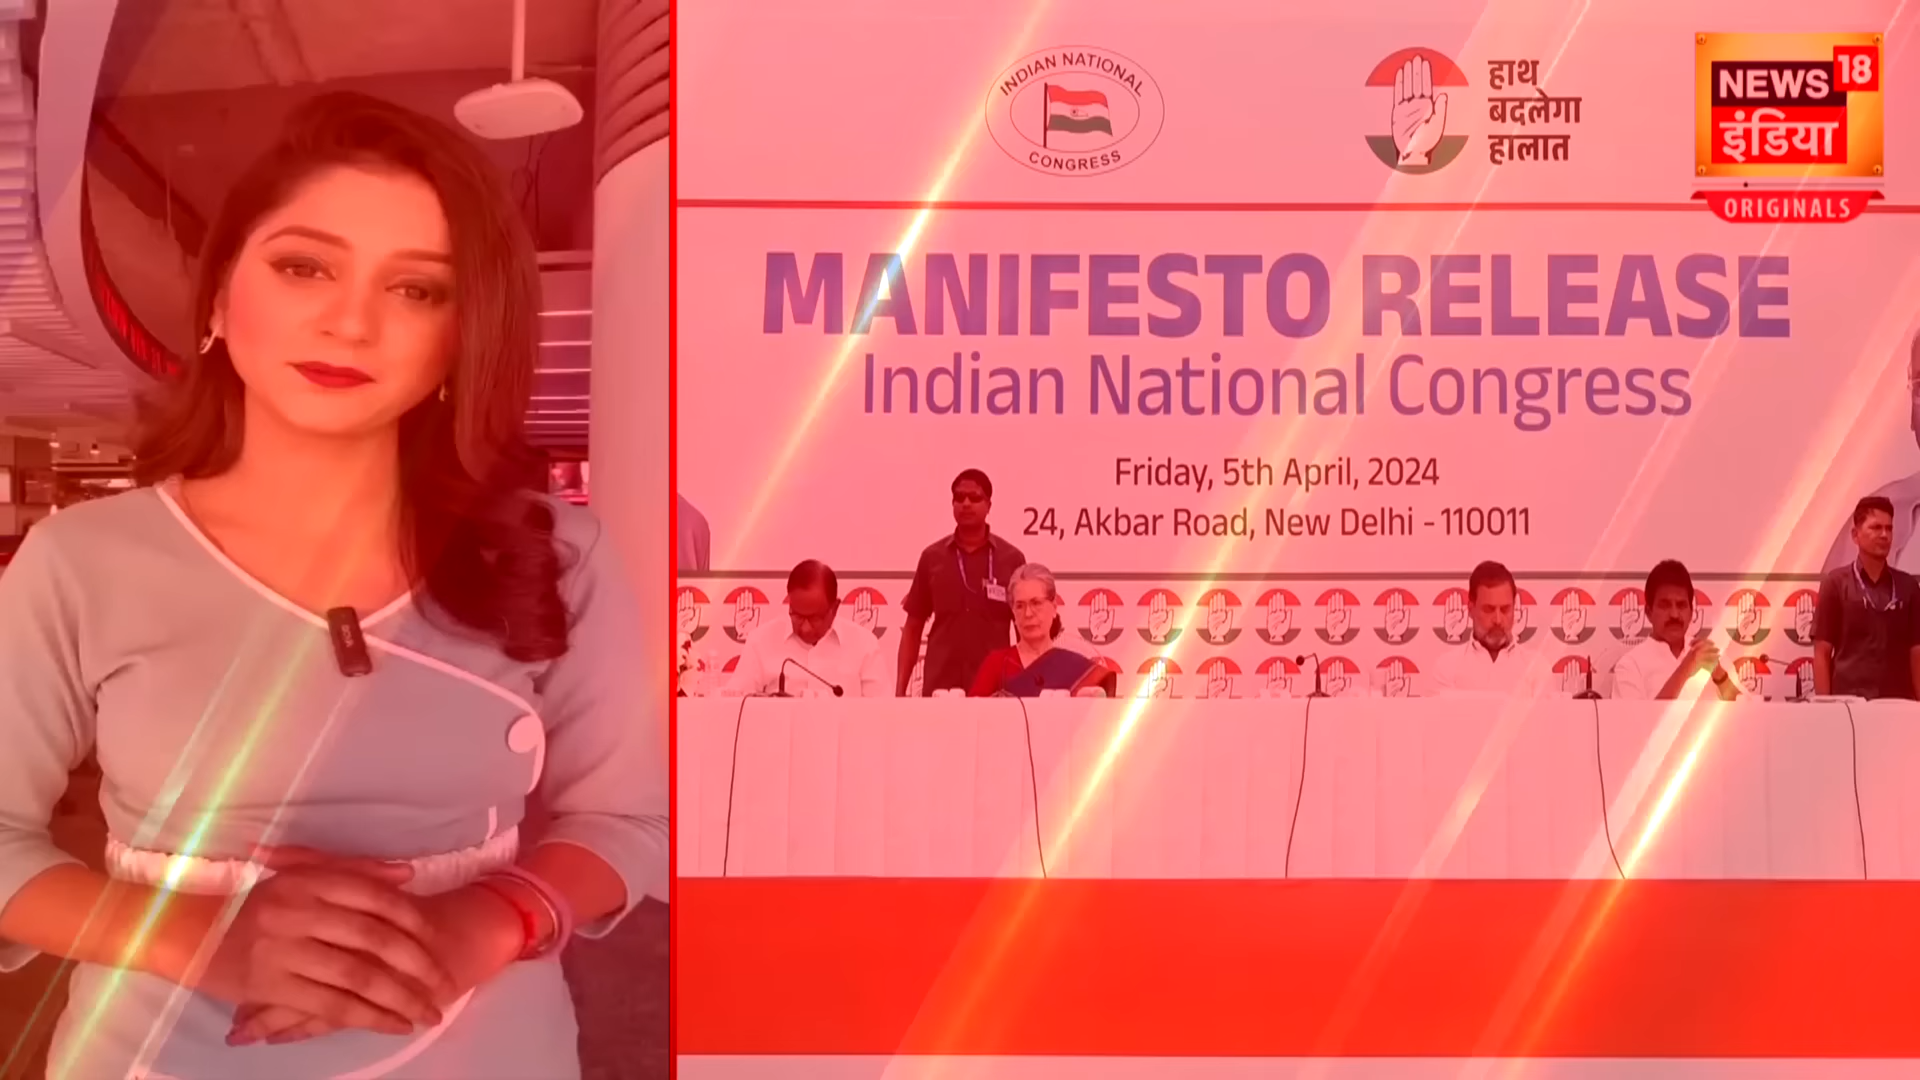 INDIAN NATIONAL
CONGRESS
हाथ
बदलेगा
हालात
NEWS 18
इंडिया
ORIGINALS
MANIFESTO RELEASE
Indian National Congress
Friday, 5th April, 2024
24, Akbar Road, New Delhi - 110011